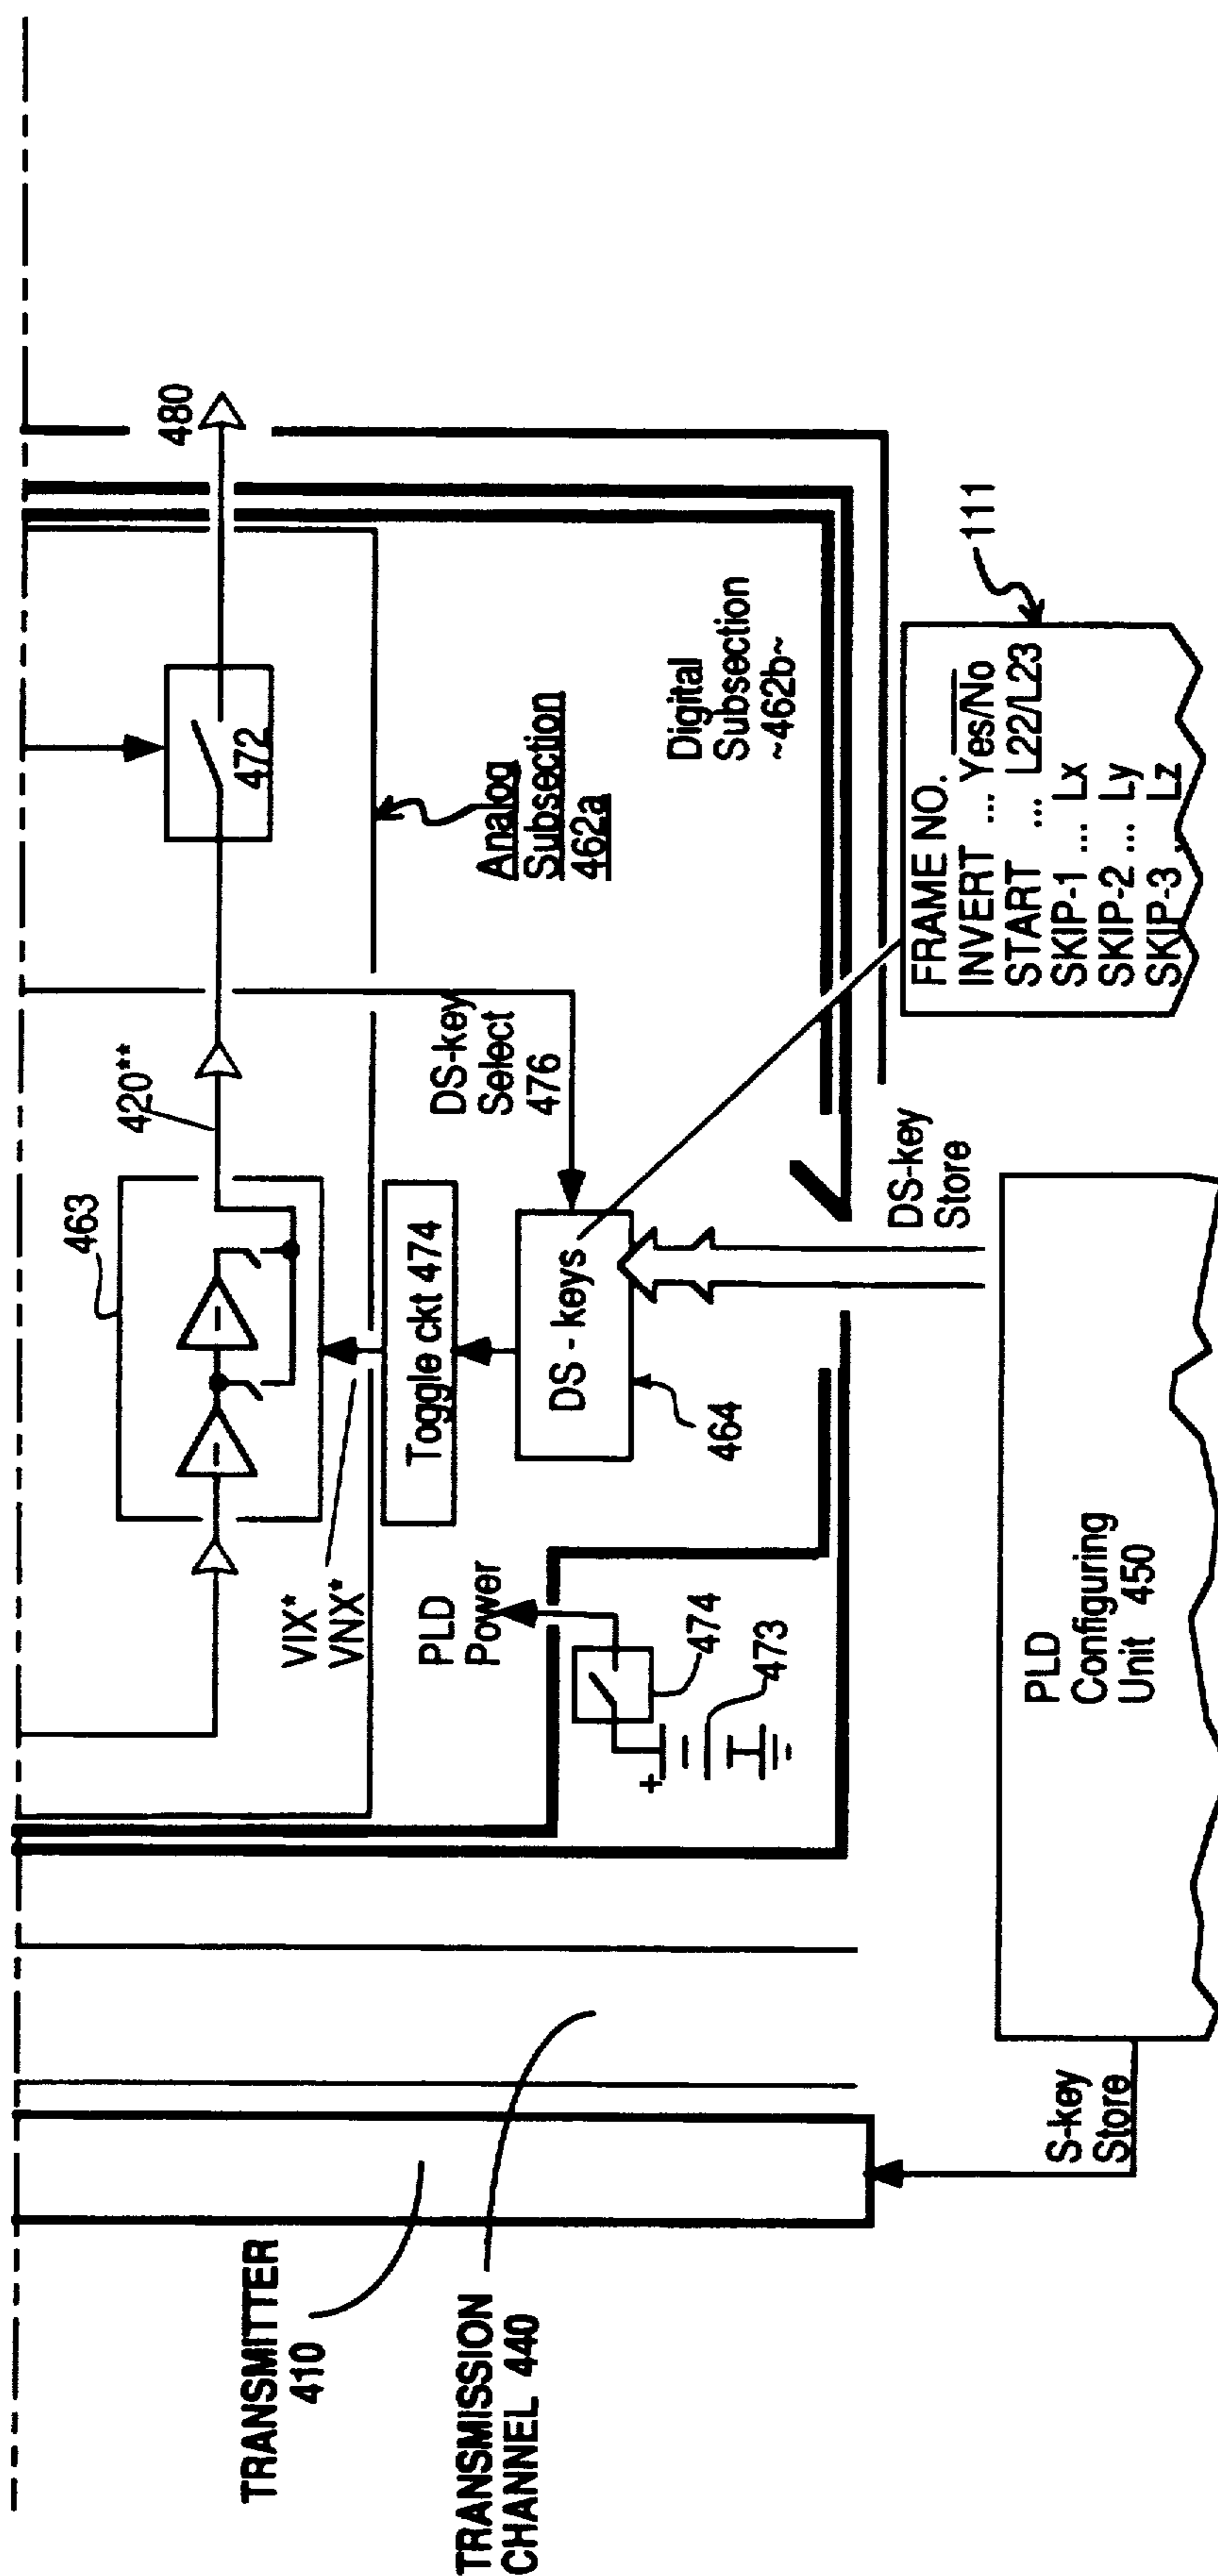 480
420**
463
472
Analog
Subsection
462a
VIX*
VNX*
Toggle ckt 474
DS-key
Select
476
Digital
Subsection
~462b~
PLD
Power
DS - keys
464
474
473
+
TRANSMITTER
410
TRANSMISSION
CHANNEL 440
DS-key
Store
111
FRAME NO.
INVERT ... Yes/No
START ... L22/L23
SKIP-1 ... Lx
SKIP-2 ... Ly
SKIP-3 ... Lz
PLD
Configuring
Unit 450
S-key
Store